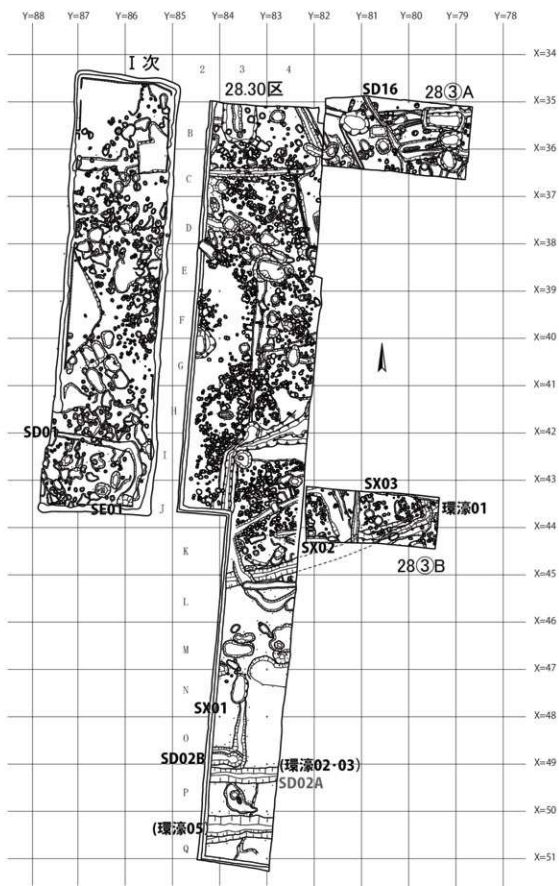 Y=88 Y=87 Y=86 Y=85 Y=84 Y=83 Y=82 Y=81 Y=80 Y=79 Y=78
X=34
Ⅰ次
2 3 4
28.30区
SD16
28③A
X=35
B
X=36
C
X=37
D
X=38
E
X=39
F
X=40
G
X=41
H
X=42
SD01
I
X=43
SE01
J
SX03
環濠01
X=44
SX02
K
28③B
X=45
L
X=46
M
X=47
N
SX01
X=48
O
SD02B
(環濠02・03)
X=49
SD02A
P
X=50
(環濠05)
Q
X=51